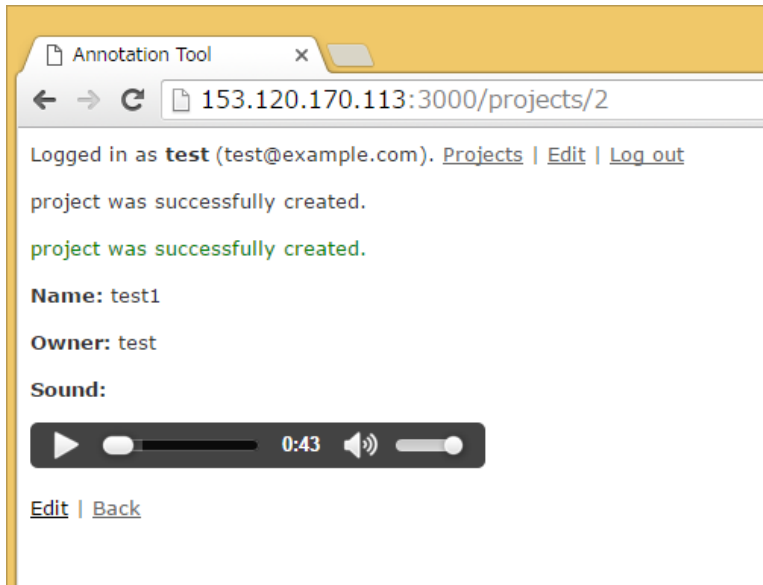 Annotation Tool
153.120.170.113:3000/projects/2
Logged in as test (test@example.com). Projects | Edit | Log out
project was successfully created.
project was successfully created.
Name: test1
Owner: test
Sound:
0:43
Edit | Back